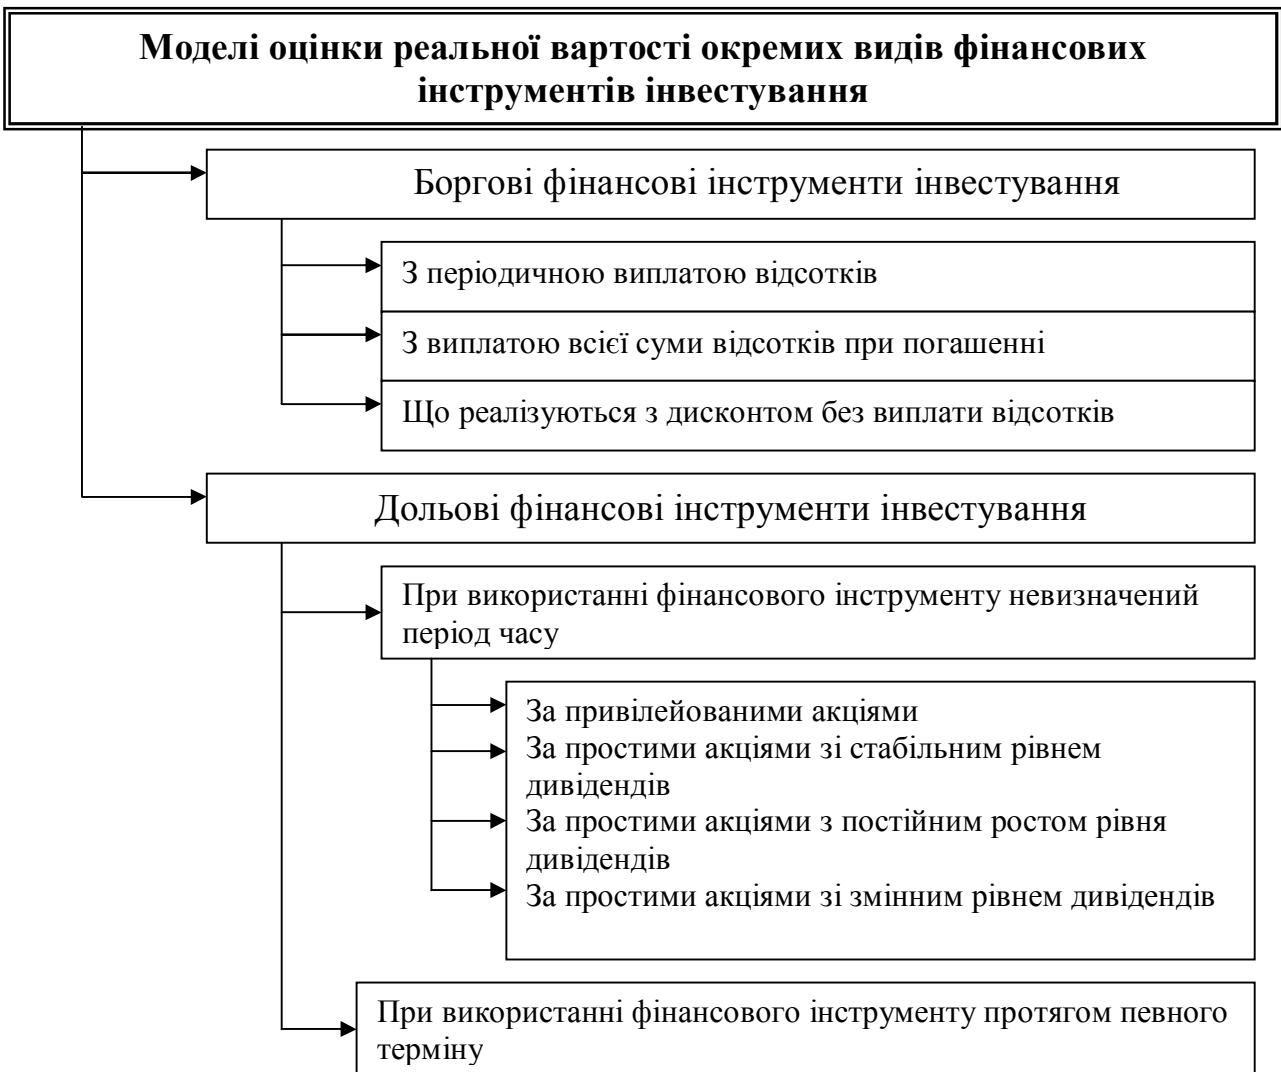 Моделі оцінки реальної вартості окремих видів фінансових
інструментів інвестування
Боргові фінансові інструменти інвестування
З періодичною виплатою відсотків
З виплатою всієї суми відсотків при погашенні
Що реалізуються з дисконтом без виплати відсотків
Дольові фінансові інструменти інвестування
При використанні фінансового інструменту невизначений
період часу
За привілейованими акціями
За простими акціями зі стабільним рівнем
дивідендів
За простими акціями з постійним ростом рівня
дивідендів
За простими акціями зі змінним рівнем дивідендів
При використанні фінансового інструменту протягом певного
терміну